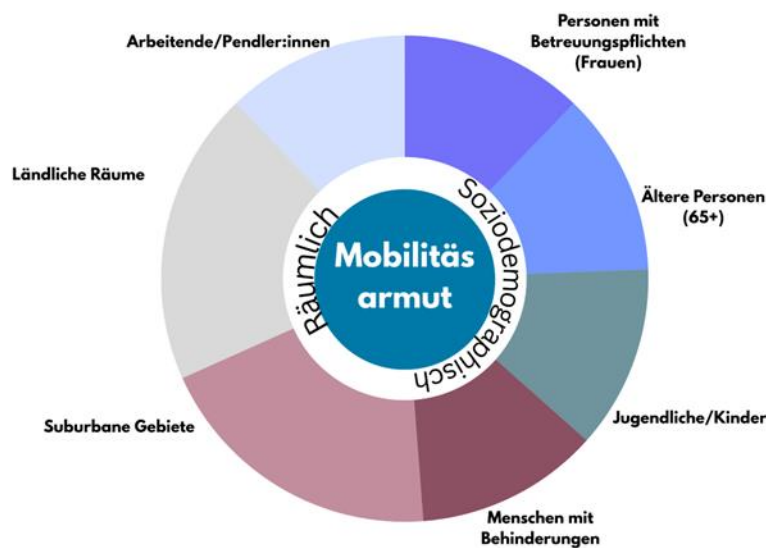 Arbeitende/Pendler:innen
Personen mit
Betreuungspflichten
(Frauen)
Ländliche Räume
Ältere Personen
(65+)
Räumlich
Soziodemographisch
Mobilitäs
armut
Suburbane Gebiete
Jugendliche/Kinder
Menschen mit
Behinderungen